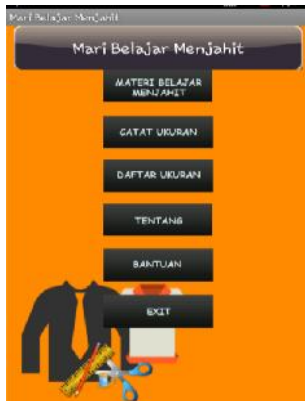 Mari Belajar Menjahit
Mari Belajar Menjahit
MATERI BELAJAR
MENJAHIT
CATAT UKURAN
DAFTAR UKURAN
TENTANG
BANTUAN
EXIT